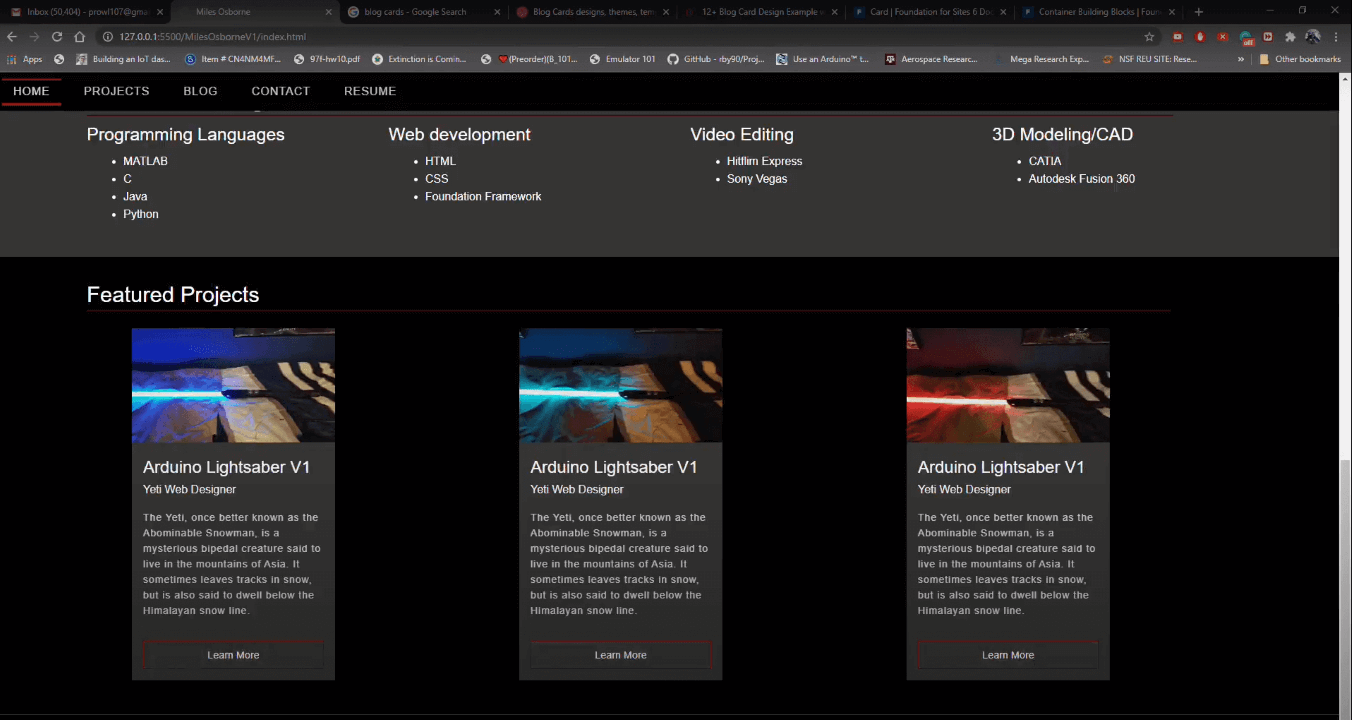 Inbox (50,404) - prowl107@gma
Miles Osborne
blog cards - Google Search
Blog Cards designs, themes, tem
12+ Blog Card Design Example w
Card | Foundation for Sites 6 Do
Container Building Blocks | Foun
127.0.0.1:5500/MilesOsborneV1/index.html
Apps
Building an IoT das...
Item # CN4NM4MF...
97f-hw10.pdf
Extinction is Comin...
(Preorder)[B_101...
Emulator 101
GitHub - rby90/Proj...
Use an Arduino™ t...
Aerospace Researc...
Mega Research Exp...
NSF REU SITE: Rese...
Other bookmarks
HOME PROJECTS BLOG CONTACT RESUME
Programming Languages
• MATLAB
• C
• Java
• Python
Web development
• HTML
• CSS
• Foundation Framework
Video Editing
• Hitflim Express
• Sony Vegas
3D Modeling/CAD
• CATIA
• Autodesk Fusion 360
Featured Projects
Arduino Lightsaber V1
Yeti Web Designer
The Yeti, once better known as the
Abominable Snowman, is a
mysterious bipedal creature said to
live in the mountains of Asia. It
sometimes leaves tracks in snow,
but is also said to dwell below the
Himalayan snow line.
Learn More
Arduino Lightsaber V1
Yeti Web Designer
The Yeti, once better known as the
Abominable Snowman, is a
mysterious bipedal creature said to
live in the mountains of Asia. It
sometimes leaves tracks in snow,
but is also said to dwell below the
Himalayan snow line.
Learn More
Arduino Lightsaber V1
Yeti Web Designer
The Yeti, once better known as the
Abominable Snowman, is a
mysterious bipedal creature said to
live in the mountains of Asia. It
sometimes leaves tracks in snow,
but is also said to dwell below the
Himalayan snow line.
Learn More